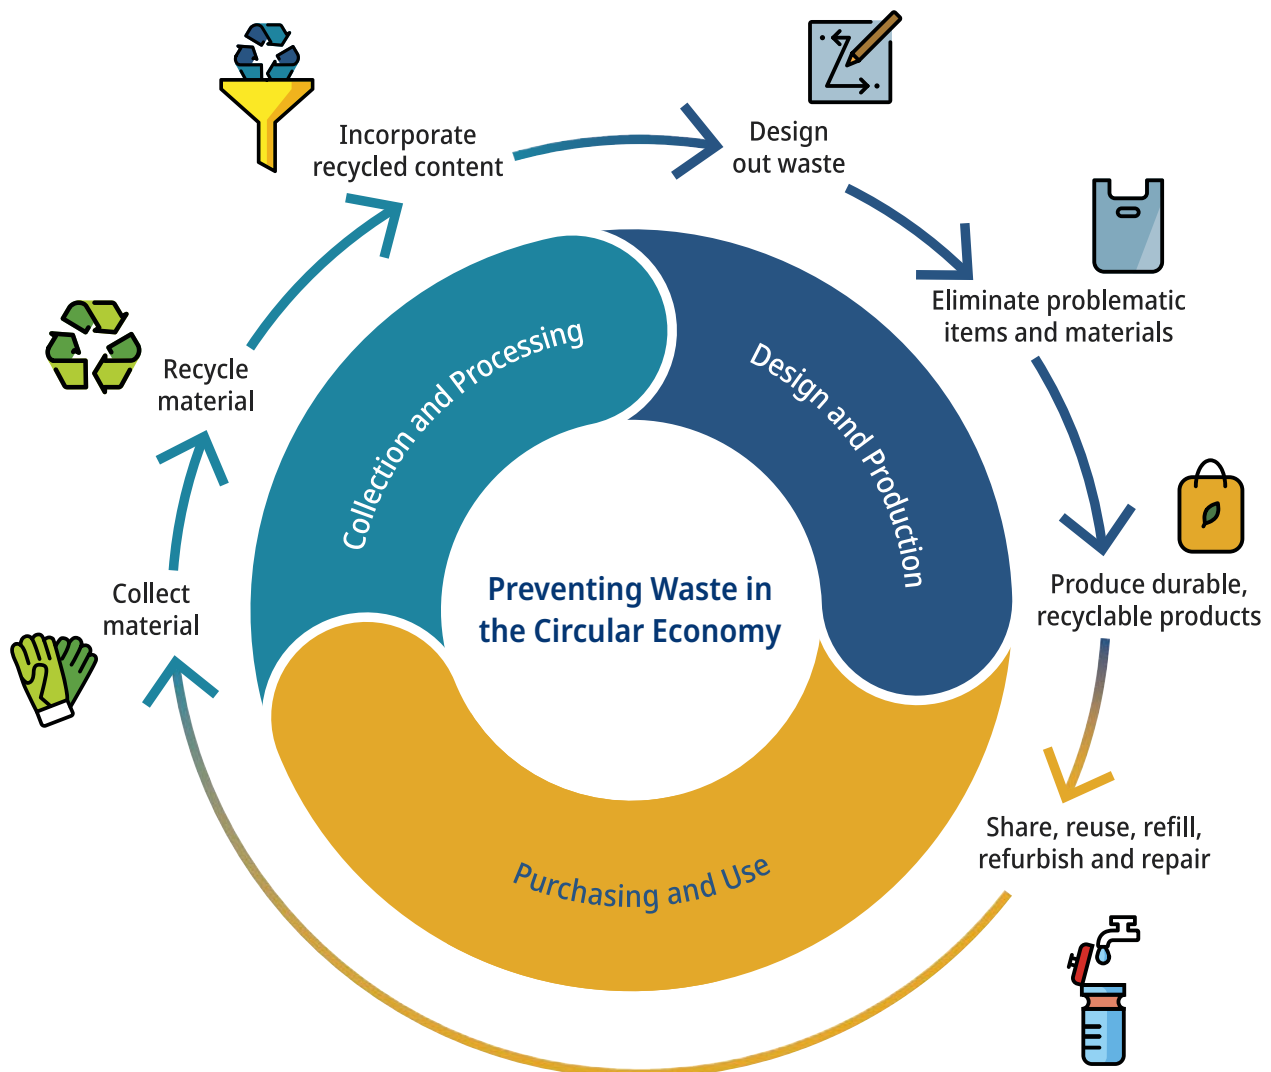 Incorporate
recycled content
Design
out waste
Eliminate problematic
items and materials
Produce durable,
recyclable products
Share, reuse, refill,
refurbish and repair
Collect
material
Recycle
material
Collection and Processing
Design and Production
Purchasing and Use
Preventing Waste in
the Circular Economy